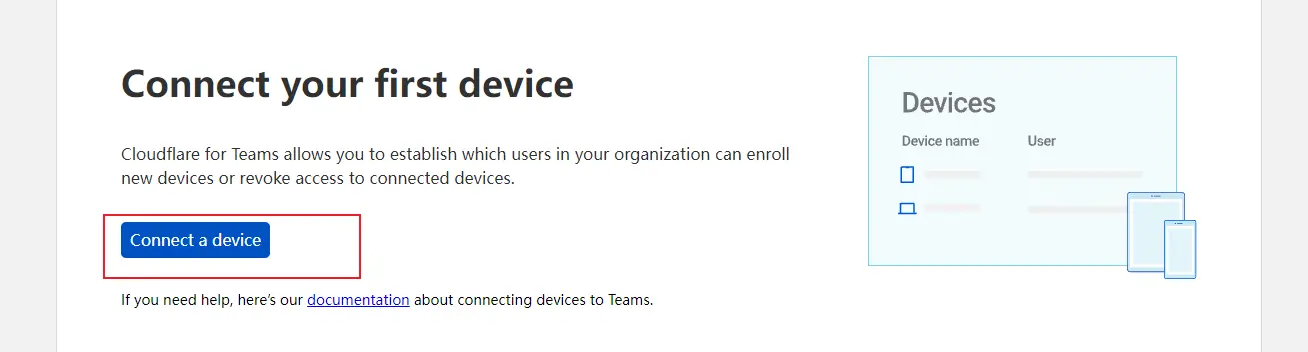 Connect your first device
Cloudflare for Teams allows you to establish which users in your organization can enroll
new devices or revoke access to connected devices.
Connect a device
If you need help, here’s our documentation about connecting devices to Teams.
Devices
Device name User